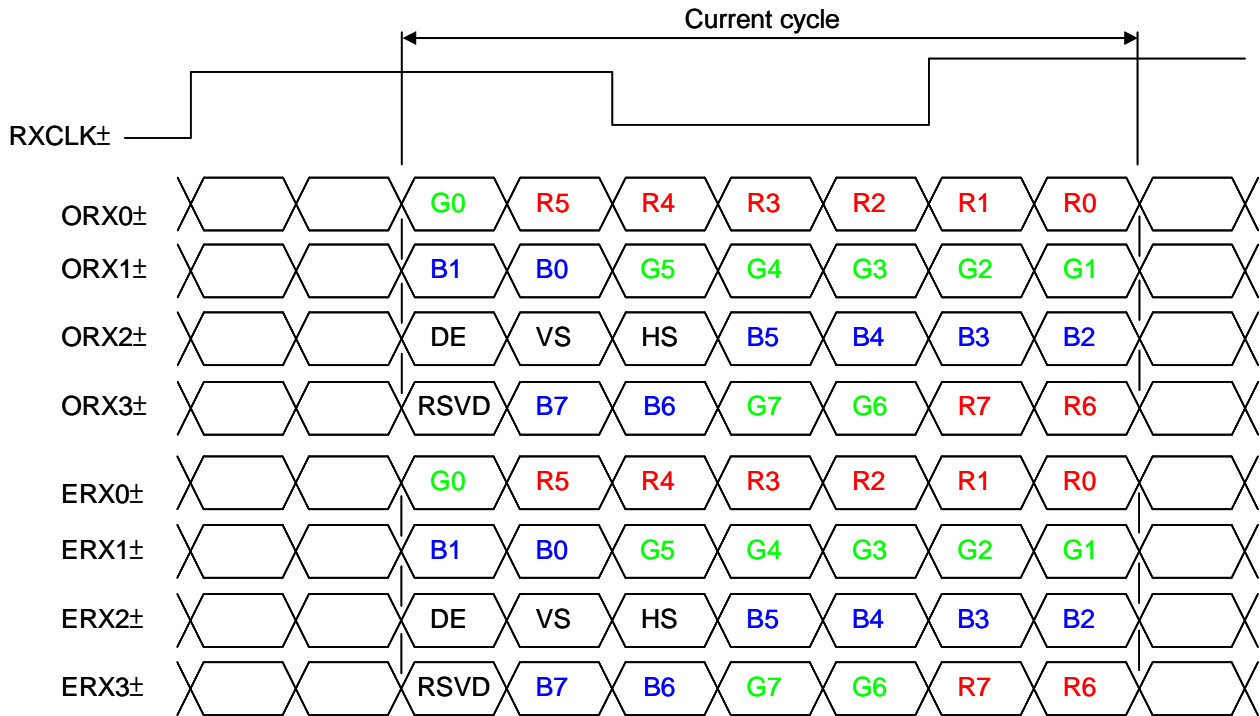 Current cycle
RXCLK±
ORX0± G0 R5 R4 R3 R2 R1 R0
ORX1± B1 B0 G5 G4 G3 G2 G1
ORX2± DE VS HS B5 B4 B3 B2
ORX3± RSVD B7 B6 G7 G6 R7 R6
ERX0± G0 R5 R4 R3 R2 R1 R0
ERX1± B1 B0 G5 G4 G3 G2 G1
ERX2± DE VS HS B5 B4 B3 B2
ERX3± RSVD B7 B6 G7 G6 R7 R6